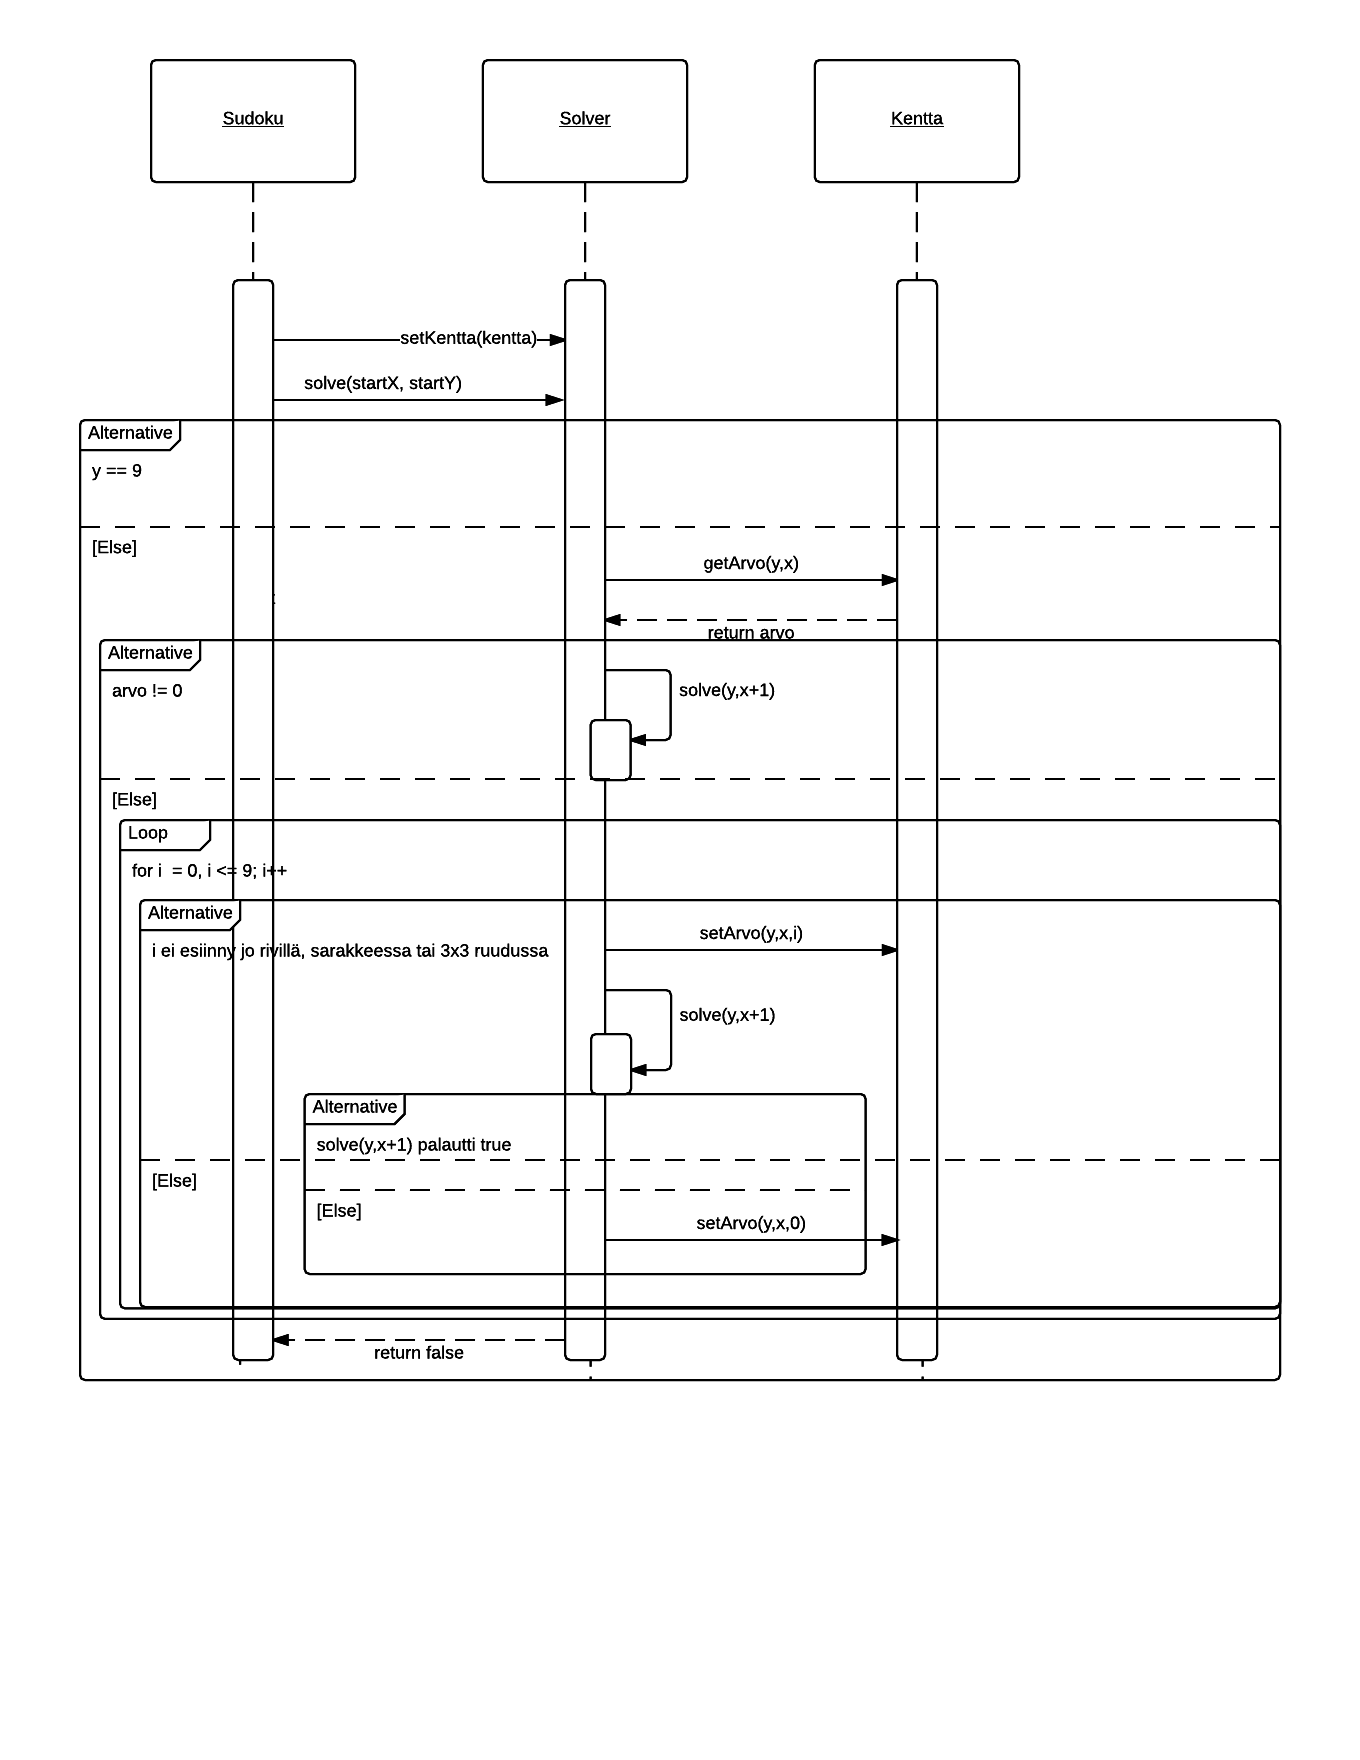 Sudoku
Solver
Kentta
setKentta(kentta)
solve(startX, startY)
Alternative
y == 9
[Else]
getArvo(y,x)
return arvo
Alternative
arvo != 0
solve(y,x+1)
[Else]
Loop
for i  = 0, i <= 9; i++
Alternative
setArvo(y,x,i)
i ei esiinny jo rivillä, sarakkeessa tai 3x3 ruudussa
solve(y,x+1)
Alternative
solve(y,x+1) palautti true
[Else]
[Else]
setArvo(y,x,0)
return false